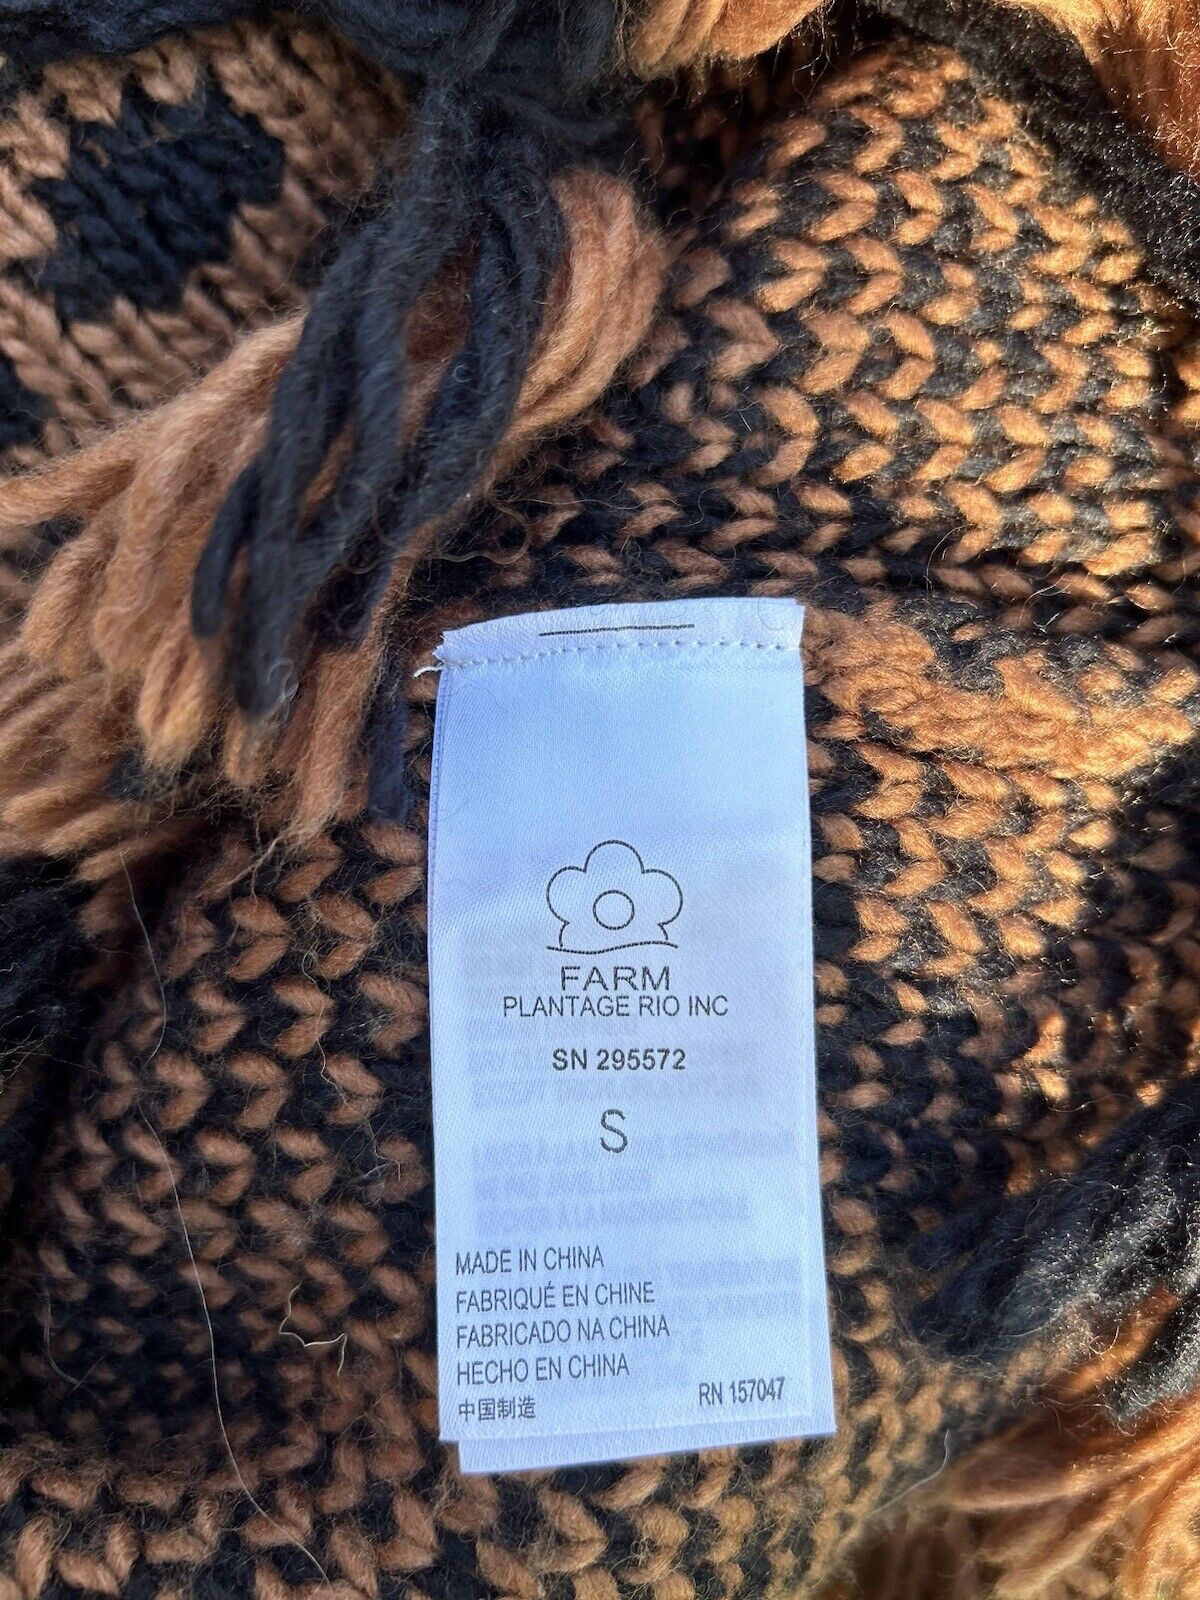 FARM
PLANTAGE RIO INC
SN 295572
S
MADE IN CHINA
FABRIQUÉ EN CHINE
FABRICADO NA CHINA
HECHO EN CHINA
中国制造
RN 157047